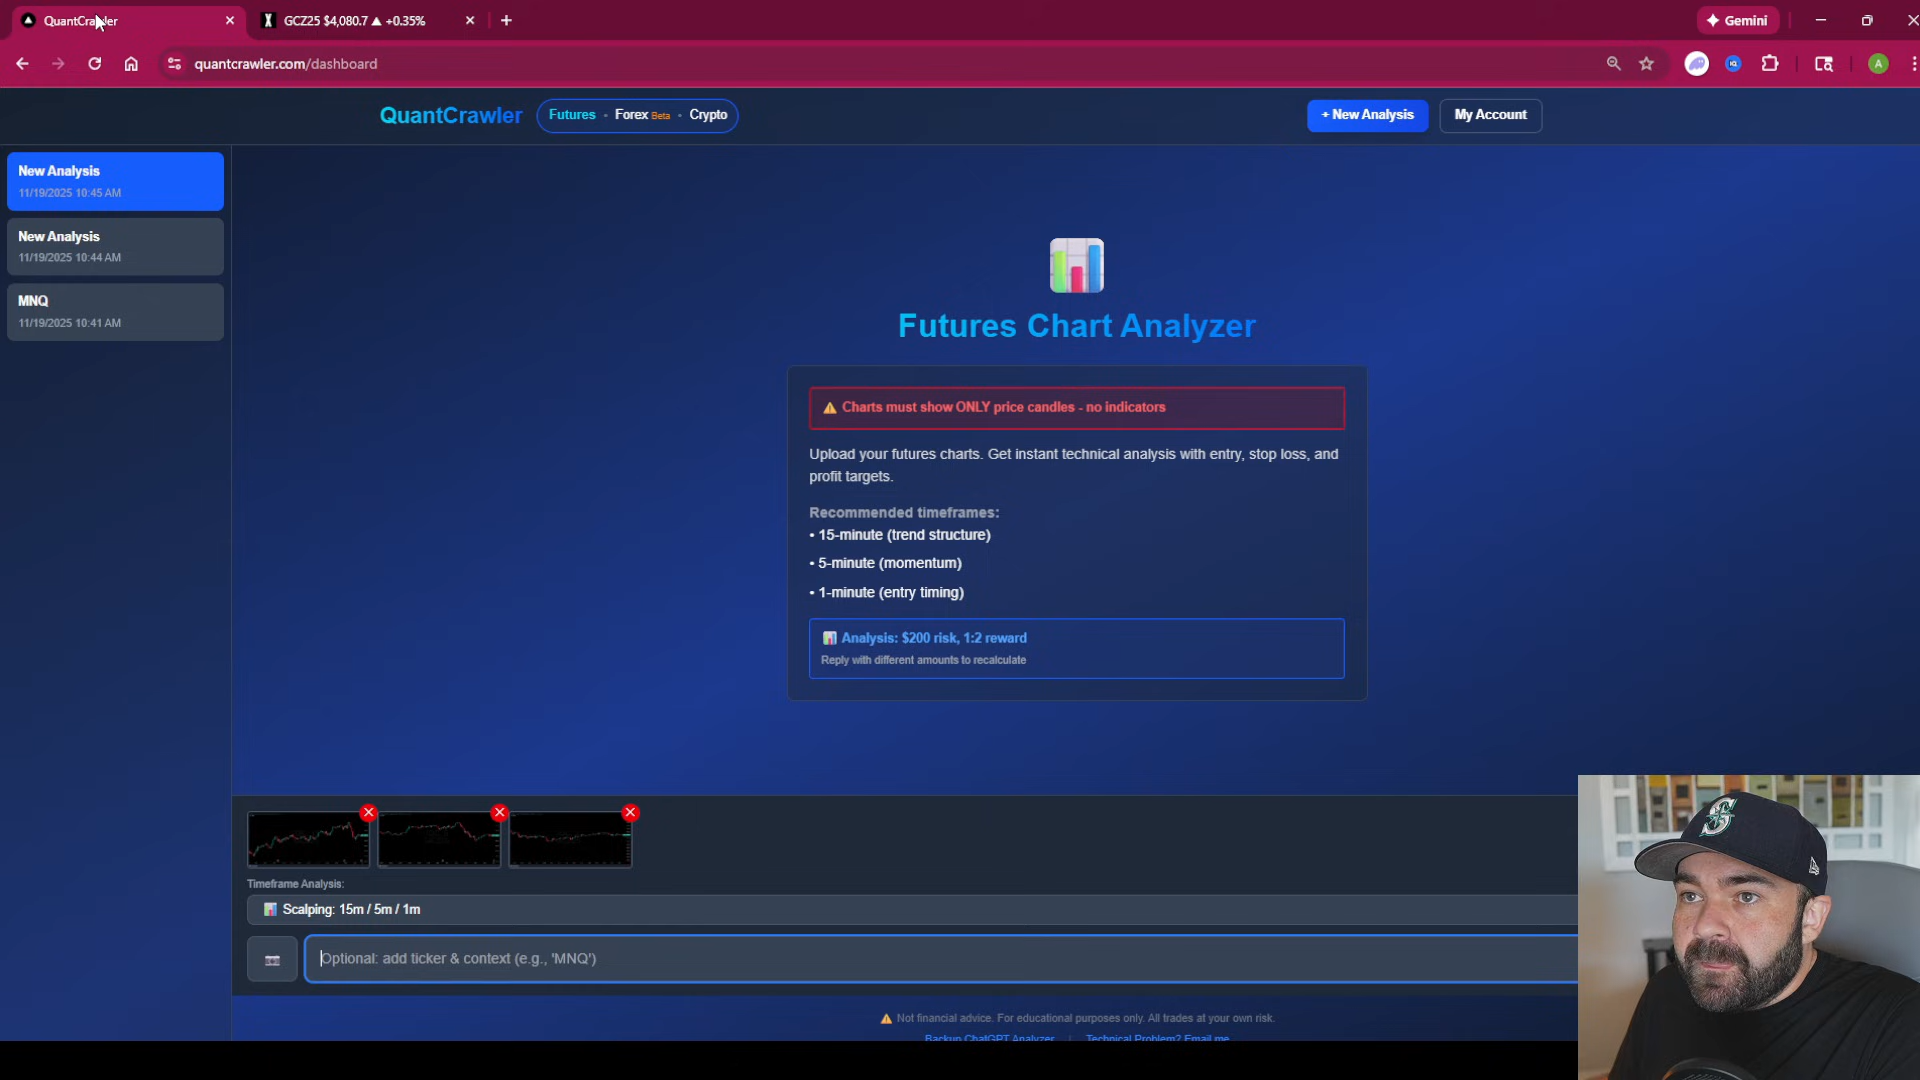 QuantCrawler
GCZ25 $4,080.7 ▲ +0.35%
Gemini
quantcrawler.com/dashboard
A
QuantCrawler
Futures • Forex Beta • Crypto
+ New Analysis
My Account
New Analysis
11/19/2025 10:45 AM
New Analysis
11/19/2025 10:44 AM
MNQ
11/19/2025 10:41 AM
Futures Chart Analyzer
⚠ Charts must show ONLY price candles - no indicators
Upload your futures charts. Get instant technical analysis with entry, stop loss, and
profit targets.
Recommended timeframes:
• 15-minute (trend structure)
• 5-minute (momentum)
• 1-minute (entry timing)
Analysis: $200 risk, 1:2 reward
Reply with different amounts to recalculate
Timeframe Analysis:
Scalping: 15m / 5m / 1m
Optional: add ticker & context (e.g., 'MNQ')
⚠ Not financial advice. For educational purposes only. All trades at your own risk.
Backup ChatGPT Analyzer | Technical Problem? Email me
S